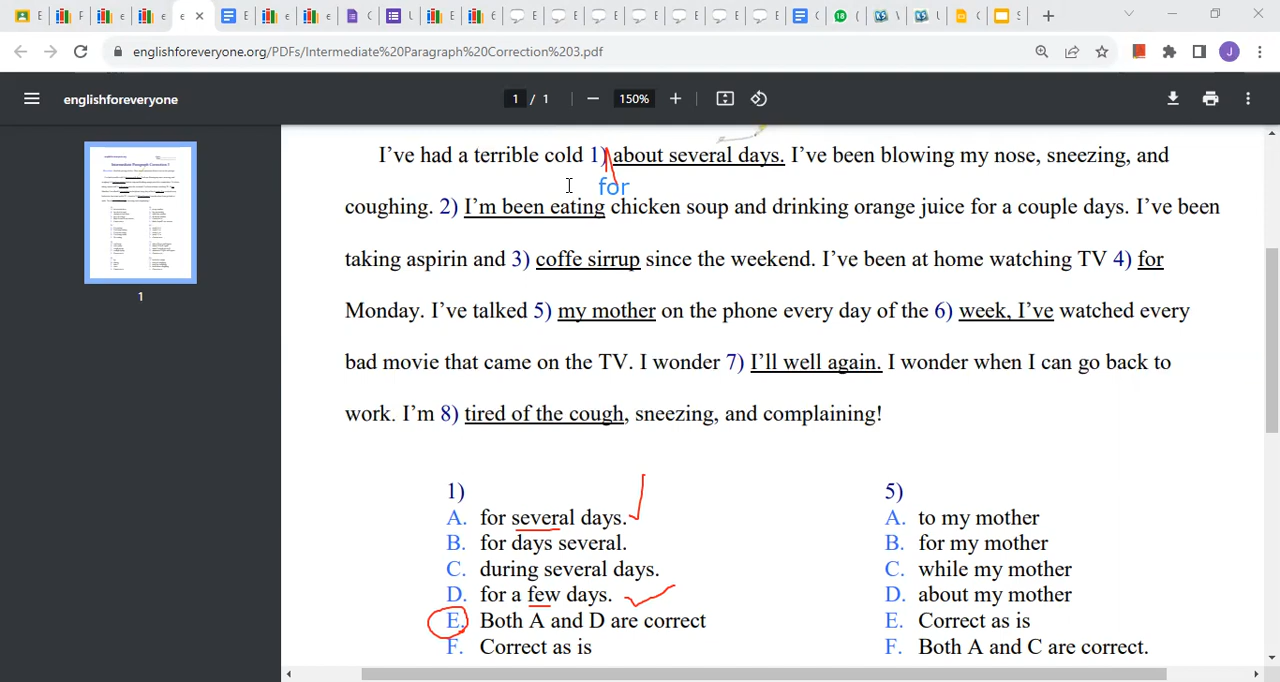 englishforeveryone.org/PDFs/Intermediate%20Paragraph%20Correction%203.pdf
J
englishforeveryone
1 / 1
150%
1
I've had a terrible cold 1) about several days. I've been blowing my nose, sneezing, and
for
coughing. 2) I'm been eating chicken soup and drinking orange juice for a couple days. I've been
taking aspirin and 3) coffe sirrup since the weekend. I've been at home watching TV 4) for
Monday. I've talked 5) my mother on the phone every day of the 6) week, I've watched every
bad movie that came on the TV. I wonder 7) I'll well again. I wonder when I can go back to
work. I'm 8) tired of the cough, sneezing, and complaining!
1)
A. for several days.
B. for days several.
C. during several days.
D. for a few days.
E. Both A and D are correct
F. Correct as is
5)
A. to my mother
B. for my mother
C. while my mother
D. about my mother
E. Correct as is
F. Both A and C are correct.